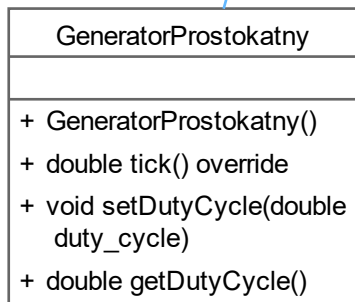 GeneratorProstokatny
+ GeneratorProstokatny()
+ double tick() override
+ void setDutyCycle(double
duty_cycle)
+ double getDutyCycle()